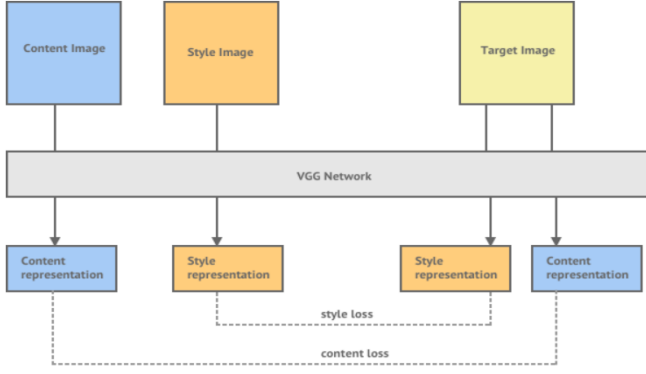 Content Image
Style Image
Target Image
VGG Network
Content
representation
Style
representation
Style
representation
Content
representation
style loss
content loss